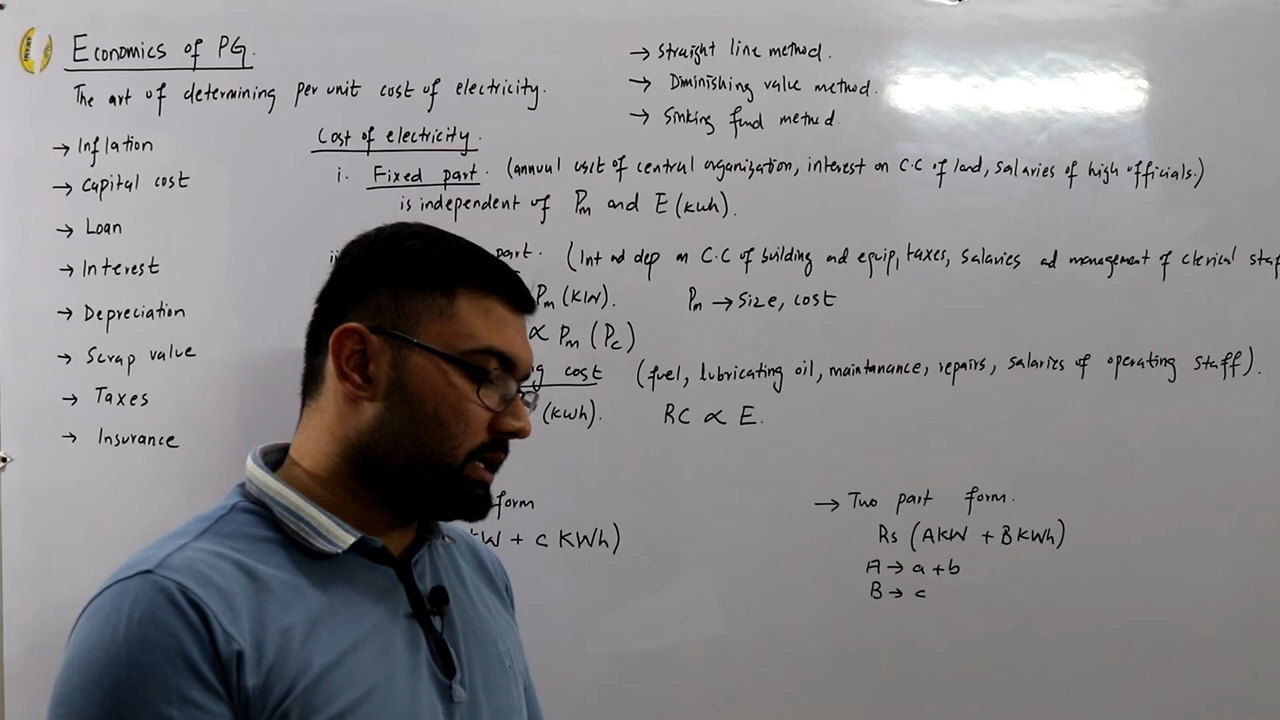 Economics of PG.
The art of determining per unit cost of electricity.
→ Inflation
→ Capital cost
→ Loan
→ Interest
→ Depreciation
→ Scrap value
→ Taxes
→ Insurance
→ straight line method.
→ Diminishing value method.
→ Sinking fund method.
Cost of electricity.
i. Fixed part. (annual cost of central organization, interest on C.C of land, salaries of high officials.)
is independent of Pm and E (kwh).
part. (Int ad dep on C.C of building ad equip, taxes, salaries ad management of clerical
Pm (KW). Pm → size, cost
∝ Pm (Pc)
cost (fuel, lubricating oil, maintanance, repairs, salaries of operating staff).
(kwh). RC ∝ E.
form
+ c KWh)
→ Two part form.
Rs (AKW + BKWh)
A → a + b
B → c